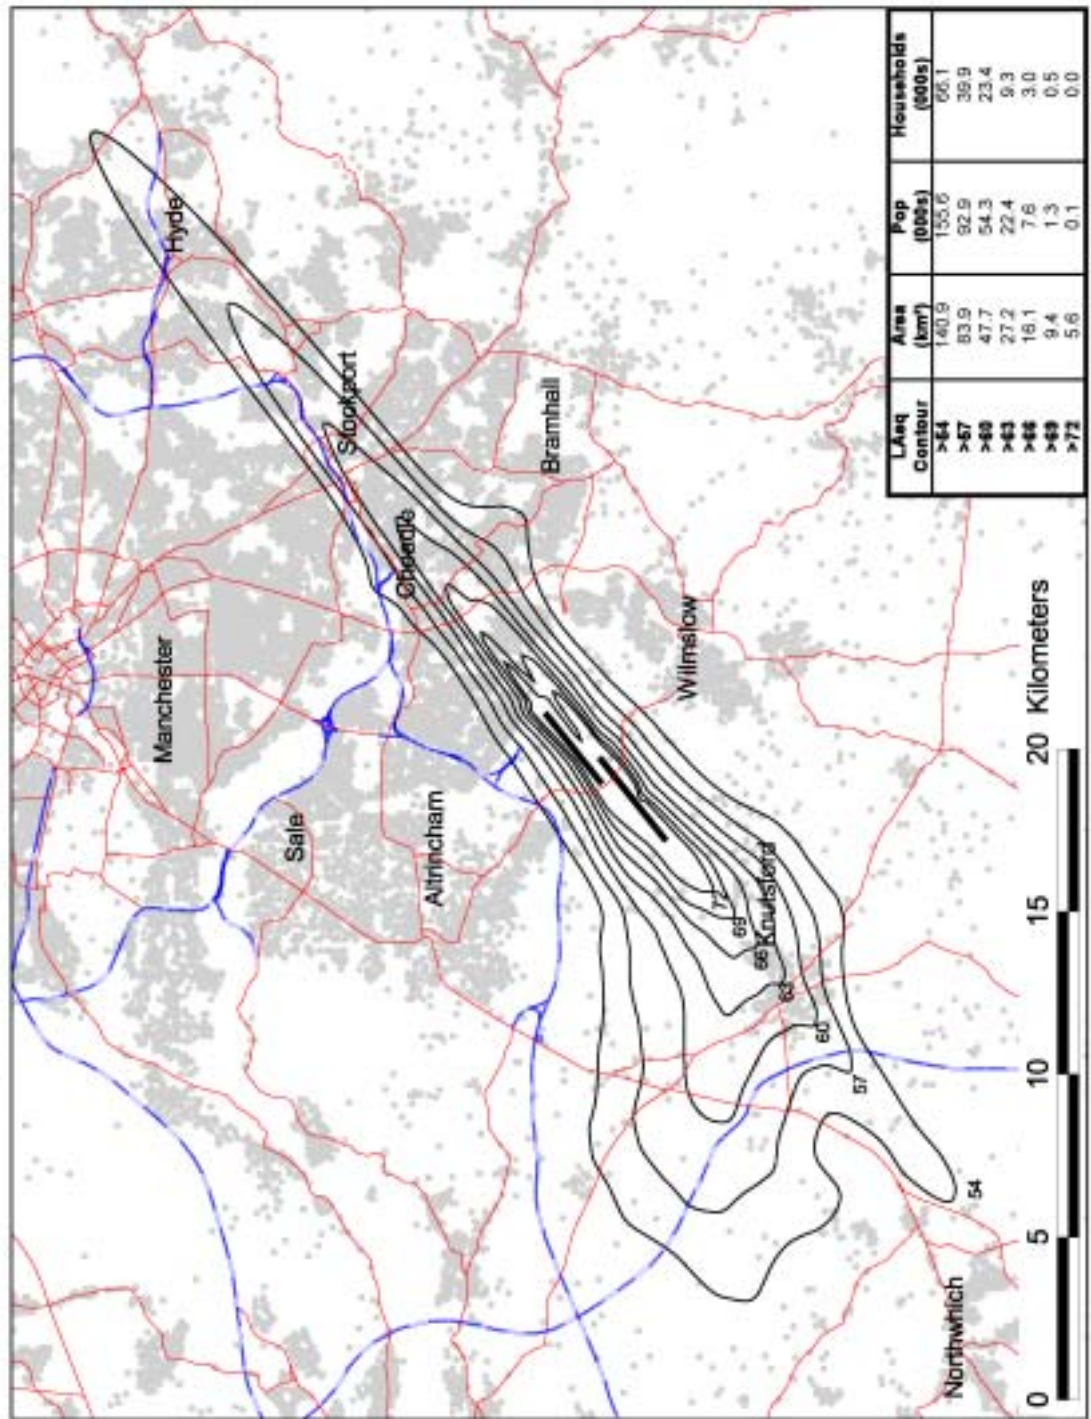 Hyde
Stockport
Manchester
Cheadle
Bramhall
Sale
Altrincham
Wilmslow
Knutsford
72
69
66
63
60
57
54
Northwhich
0 5 10 15 20 Kilometers
LAeq Contour Area (km²) Pop (000s) Households (000s)
>54 140.9 155.6 66.1
>57 83.9 92.9 39.9
>60 47.7 54.3 23.4
>63 27.2 22.4 9.3
>66 16.1 7.6 3.0
>69 9.4 1.3 0.5
>72 5.6 0.1 0.0